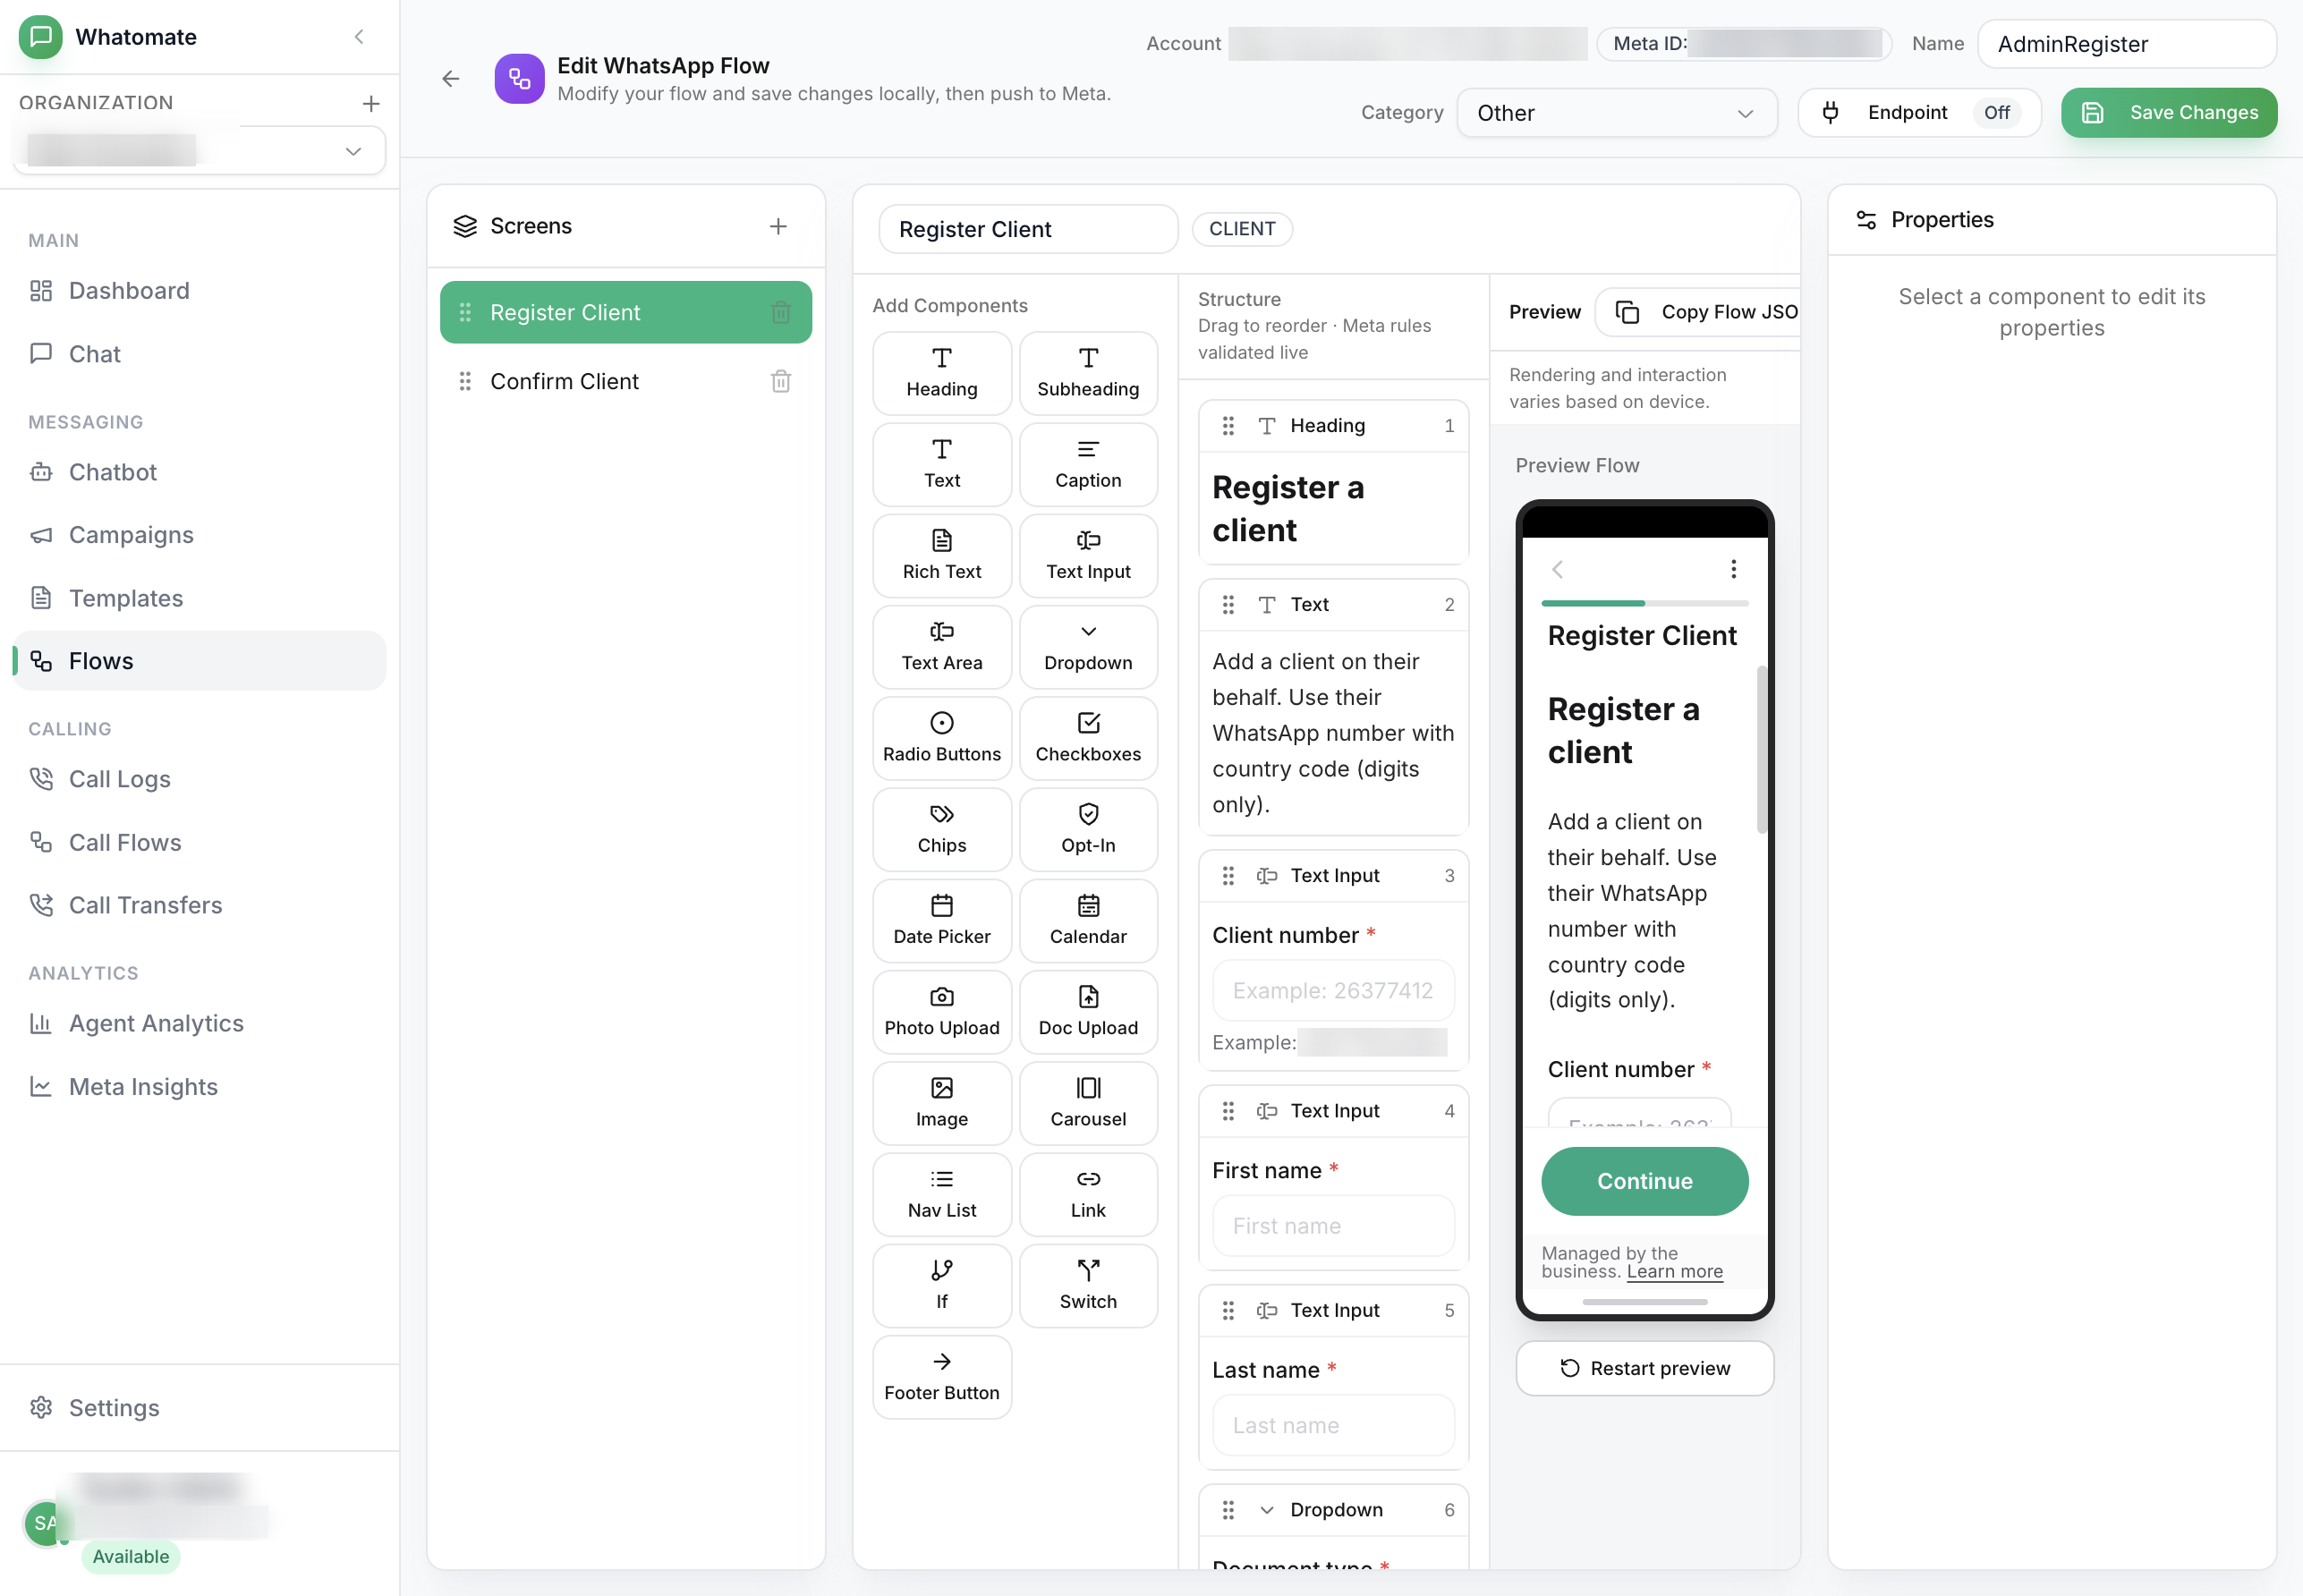 Whatomate
ORGANIZATION
MAIN
Dashboard
Chat
MESSAGING
Chatbot
Campaigns
Templates
Flows
CALLING
Call Logs
Call Flows
Call Transfers
ANALYTICS
Agent Analytics
Meta Insights
Settings
SA
Available
Edit WhatsApp Flow
Modify your flow and save changes locally, then push to Meta.
Account
Meta ID:
Name
AdminRegister
Category
Other
Endpoint
Off
Save Changes
Screens
Register Client
Confirm Client
Register Client
CLIENT
Add Components
Heading
Subheading
Text
Caption
Rich Text
Text Input
Text Area
Dropdown
Radio Buttons
Checkboxes
Chips
Opt-In
Date Picker
Calendar
Photo Upload
Doc Upload
Image
Carousel
Nav List
Link
If
Switch
Footer Button
Structure
Drag to reorder · Meta rules
validated live
Heading 1
Register a
client
Text 2
Add a client on their
behalf. Use their
WhatsApp number with
country code (digits
only).
Text Input 3
Client number *
Example: 26377412
Example:
Text Input 4
First name *
First name
Text Input 5
Last name *
Last name
Dropdown 6
Document type *
Preview
Copy Flow JSO
Rendering and interaction
varies based on device.
Preview Flow
Register Client
Register a
client
Add a client on
their behalf. Use
their WhatsApp
number with
country code
(digits only).
Client number *
Example: 263
Continue
Managed by the
business. Learn more
Restart preview
Properties
Select a component to edit its
properties